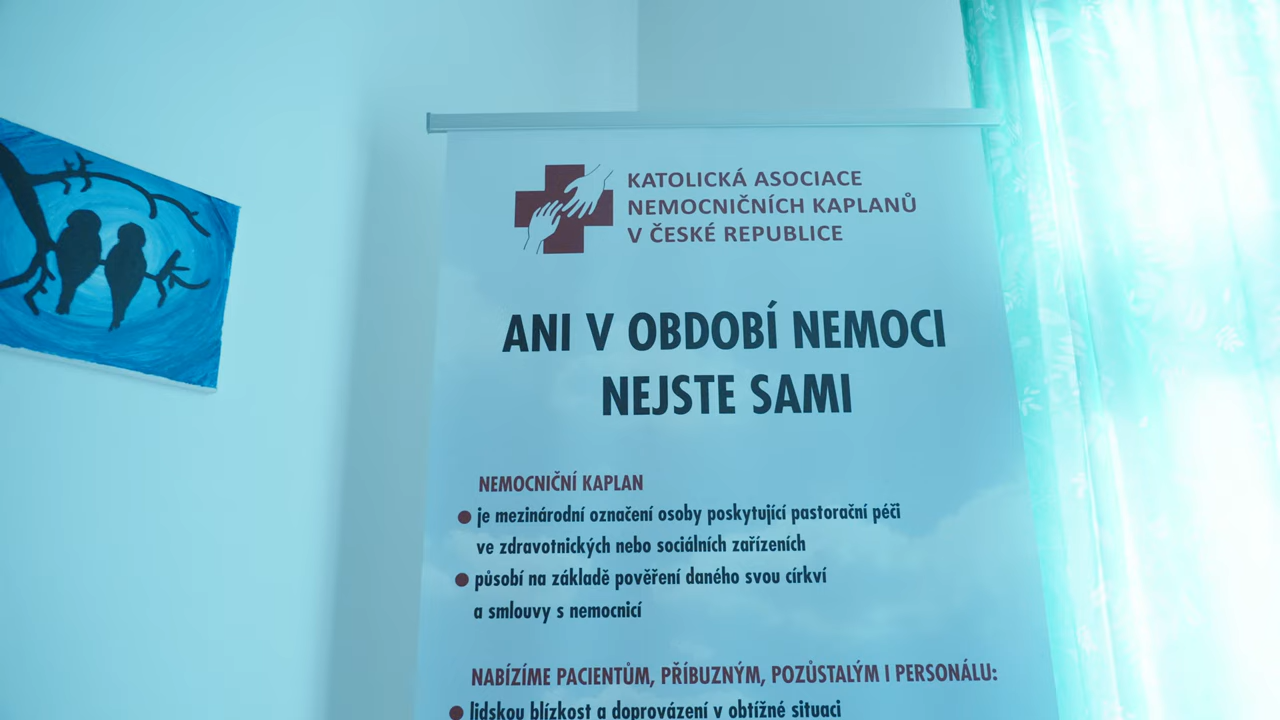 KATOLICKÁ ASOCIACE
NEMOCNIČNÍCH KAPLANŮ
V ČESKÉ REPUBLICE
ANI V OBDOBÍ NEMOCI
NEJSTE SAMI
NEMOCNIČNÍ KAPLAN
● je mezinárodní označení osoby poskytující pastorační péči
ve zdravotnických nebo sociálních zařízeních
● působí na základě pověření daného svou církví
a smlouvy s nemocnicí
NABÍZÍME PACIENTŮM, PŘÍBUZNÝM, POZŮSTALÝM I PERSONÁLU:
● lidskou blízkost a doprovázení v obtížné situaci